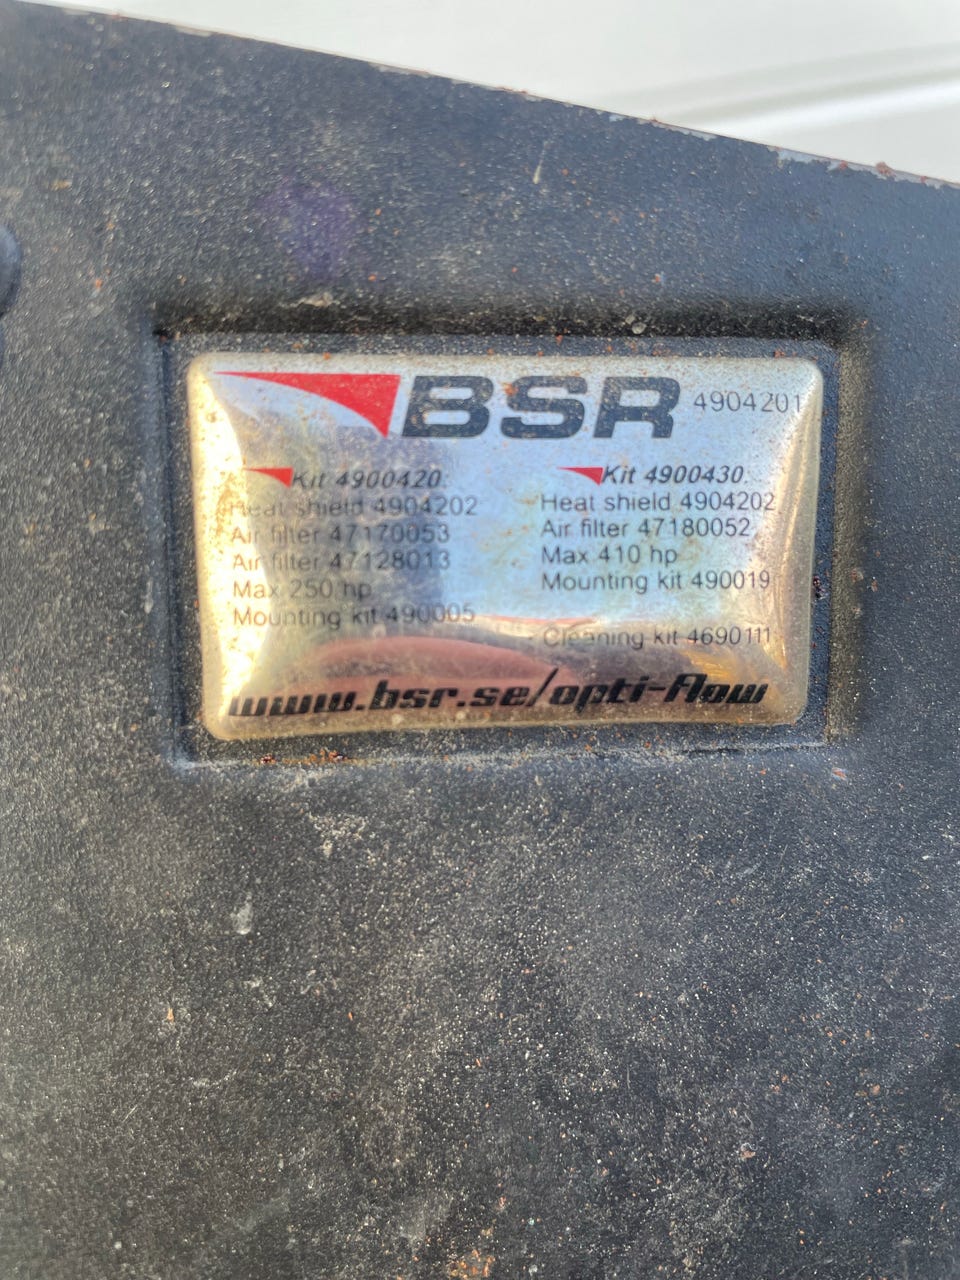 BSR 4904201
Kit 4900420:
Heat shield 4904202
Air filter 47170053
Air filter 47128013
Max 250 hp
Mounting kit 490005
Kit 4900430:
Heat shield 4904202
Air filter 47180052
Max 410 hp
Mounting kit 490019
Cleaning kit 4690111
www.bsr.se/opti-flow